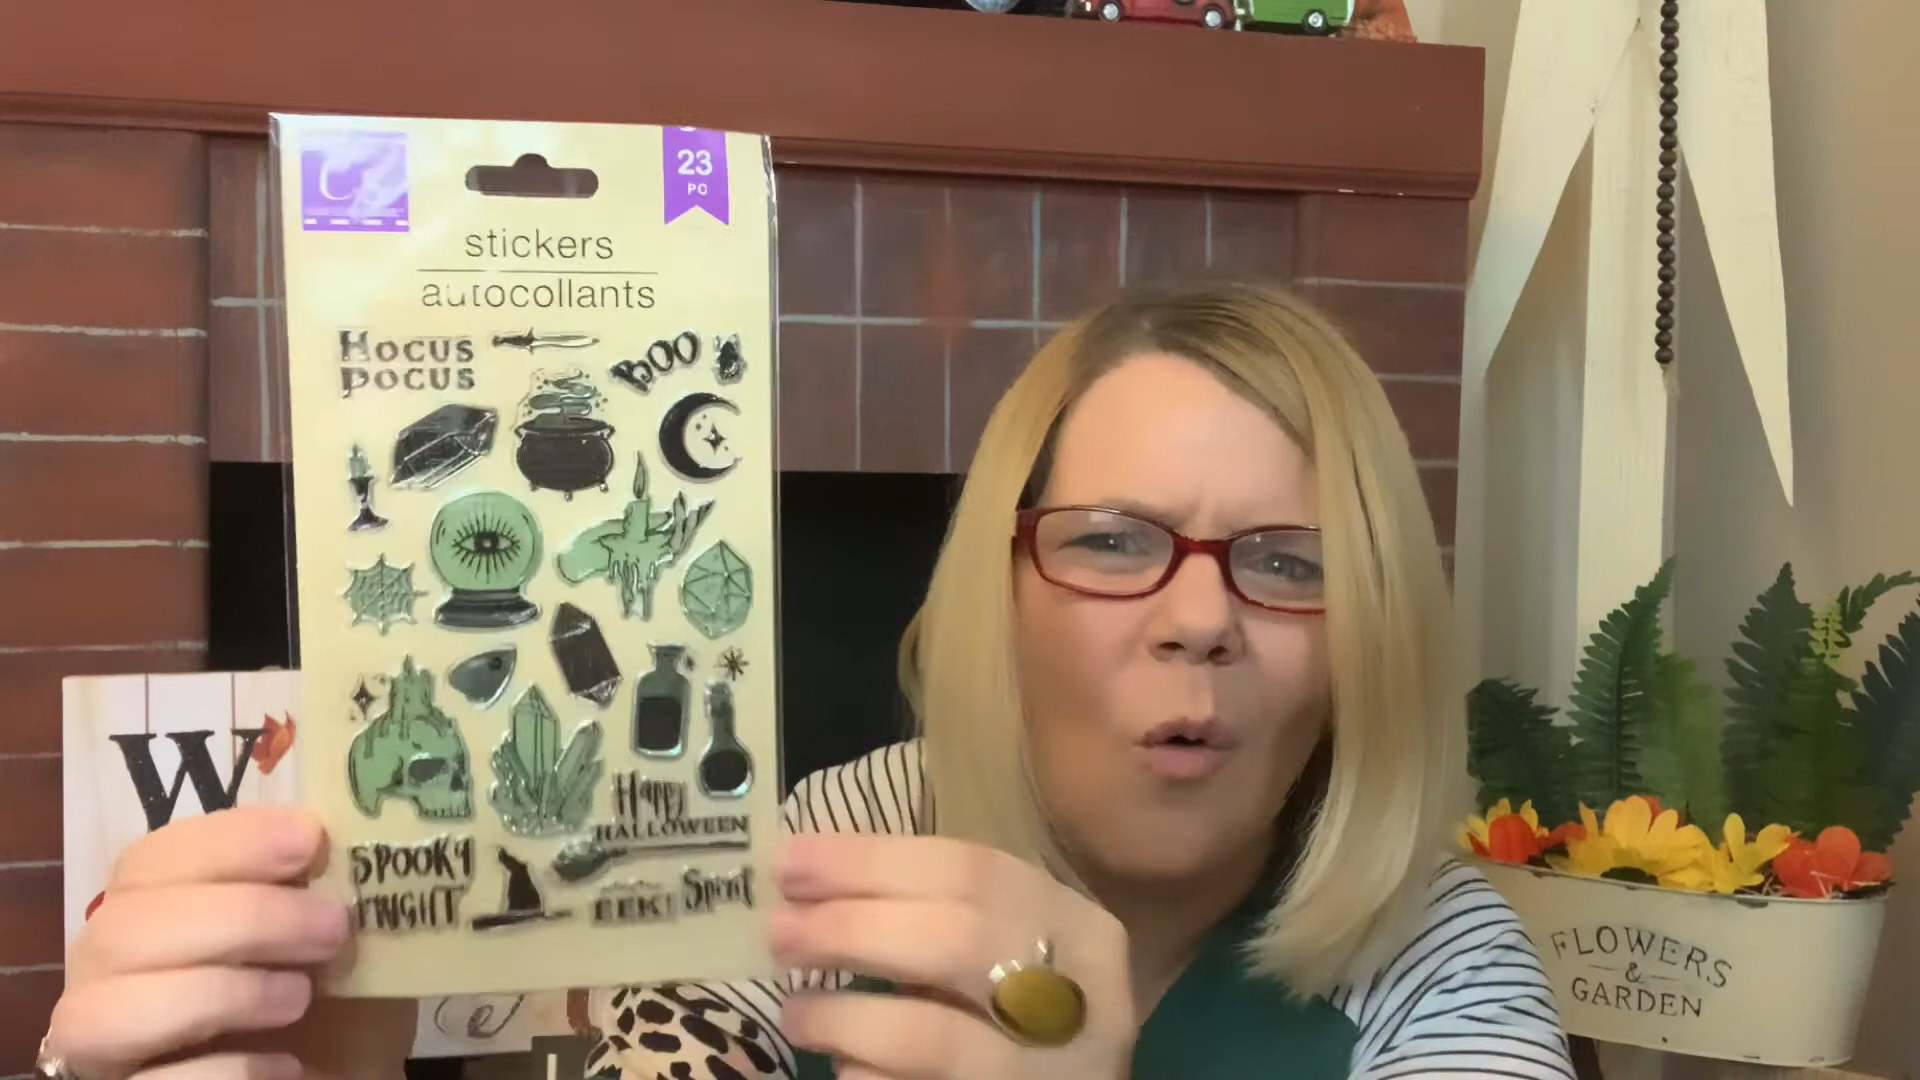 23
PC
stickers
autocollants
HOCUS
POCUS
BOO
Happy
HALLOWEEN
SPOOKY
FRIGHT
EEK!
Spirit
W
FLOWERS
&
GARDEN